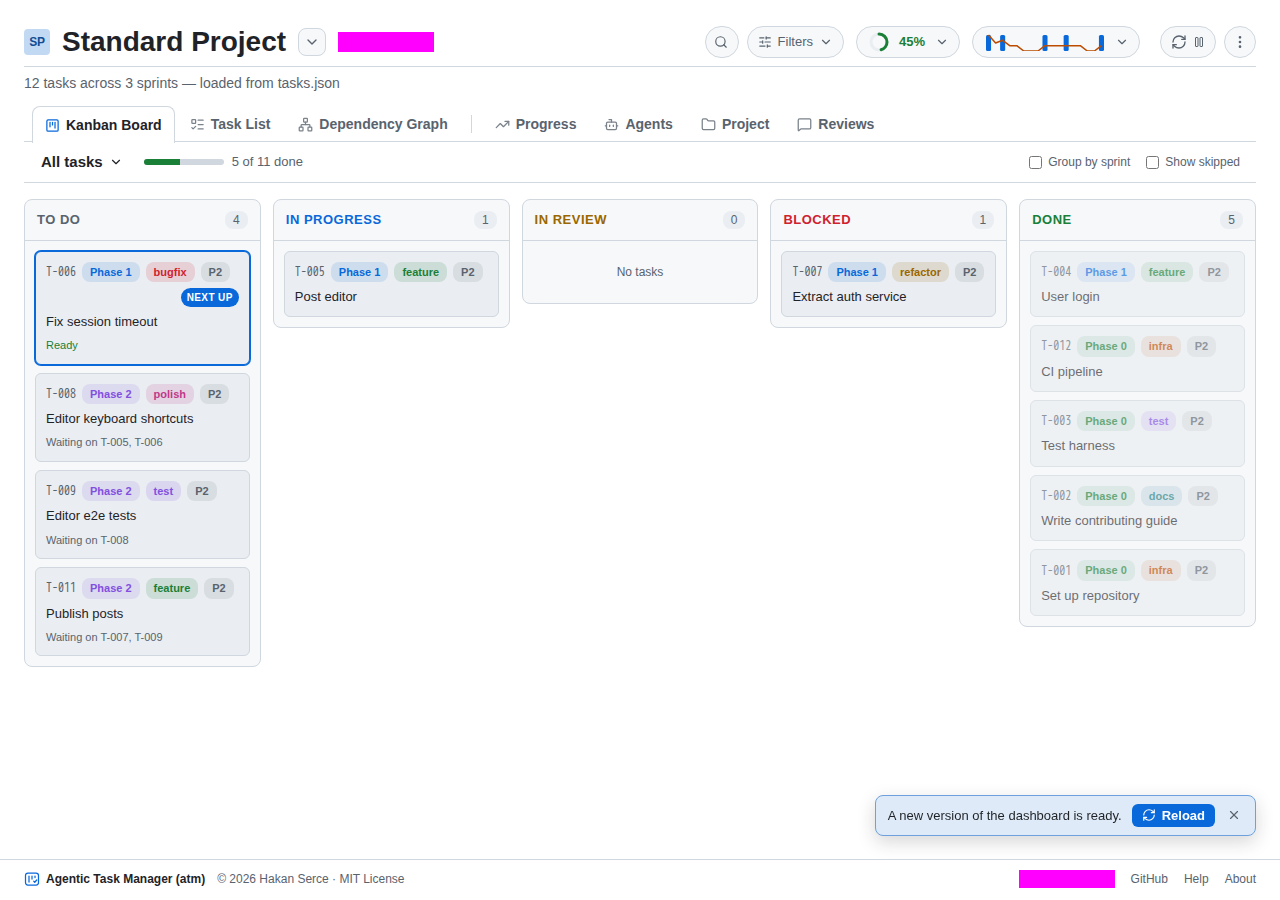 SP Standard Project Filters 45%
12 tasks across 3 sprints — loaded from tasks.json
Kanban Board Task List Dependency Graph Progress Agents Project Reviews
All tasks 5 of 11 done Group by sprint Show skipped
TO DO 4
T-006 Phase 1 bugfix P2
NEXT UP
Fix session timeout
Ready
T-008 Phase 2 polish P2
Editor keyboard shortcuts
Waiting on T-005, T-006
T-009 Phase 2 test P2
Editor e2e tests
Waiting on T-008
T-011 Phase 2 feature P2
Publish posts
Waiting on T-007, T-009
IN PROGRESS 1
T-005 Phase 1 feature P2
Post editor
IN REVIEW 0
No tasks
BLOCKED 1
T-007 Phase 1 refactor P2
Extract auth service
DONE 5
T-004 Phase 1 feature P2
User login
T-012 Phase 0 infra P2
CI pipeline
T-003 Phase 0 test P2
Test harness
T-002 Phase 0 docs P2
Write contributing guide
T-001 Phase 0 infra P2
Set up repository
A new version of the dashboard is ready. Reload
Agentic Task Manager (atm) © 2026 Hakan Serce · MIT License GitHub Help About